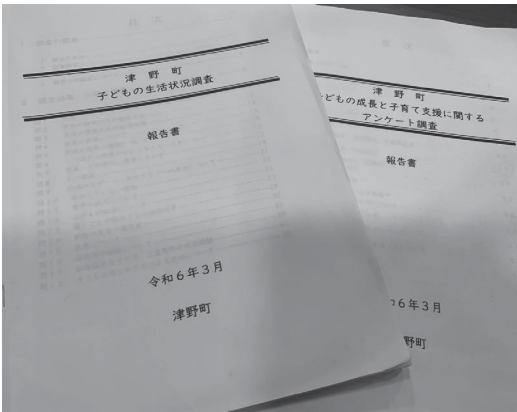 津野町
子どもの生活状況調査
報告書
令和6年3月
津野町
津野町
どもの成長と子育て支援に関する
アンケート調査
報告書
6年3月
野町